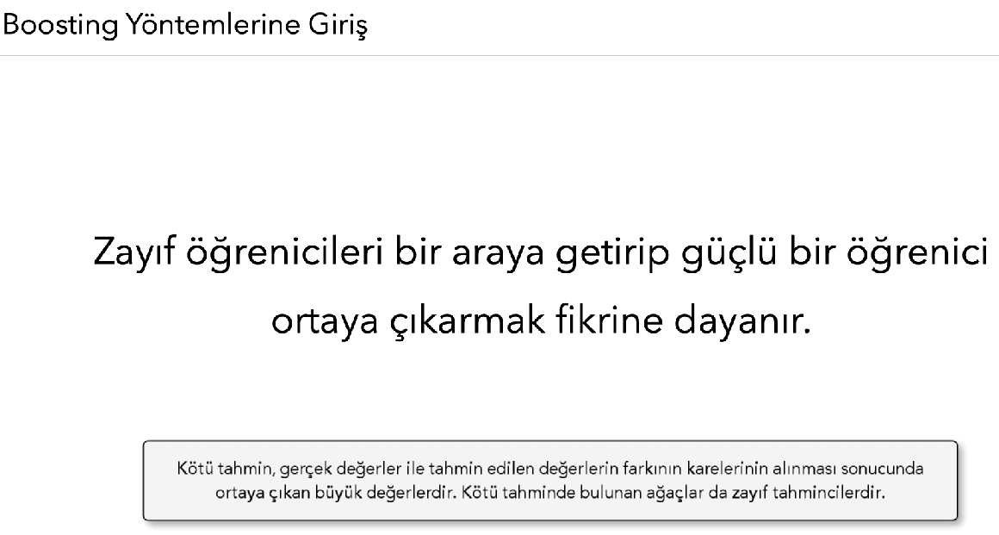 Boosting Yöntemlerine Giriş
Zayıf öğrenicileri bir araya getirip güçlü bir öğrenici
ortaya çıkarmak fikrine dayanır.
Kötü tahmin, gerçek değerler ile tahmin edilen değerlerin farkının karelerinin alınması sonucunda
ortaya çıkan büyük değerlerdir. Kötü tahminde bulunan ağaçlar da zayıf tahmincilerdir.